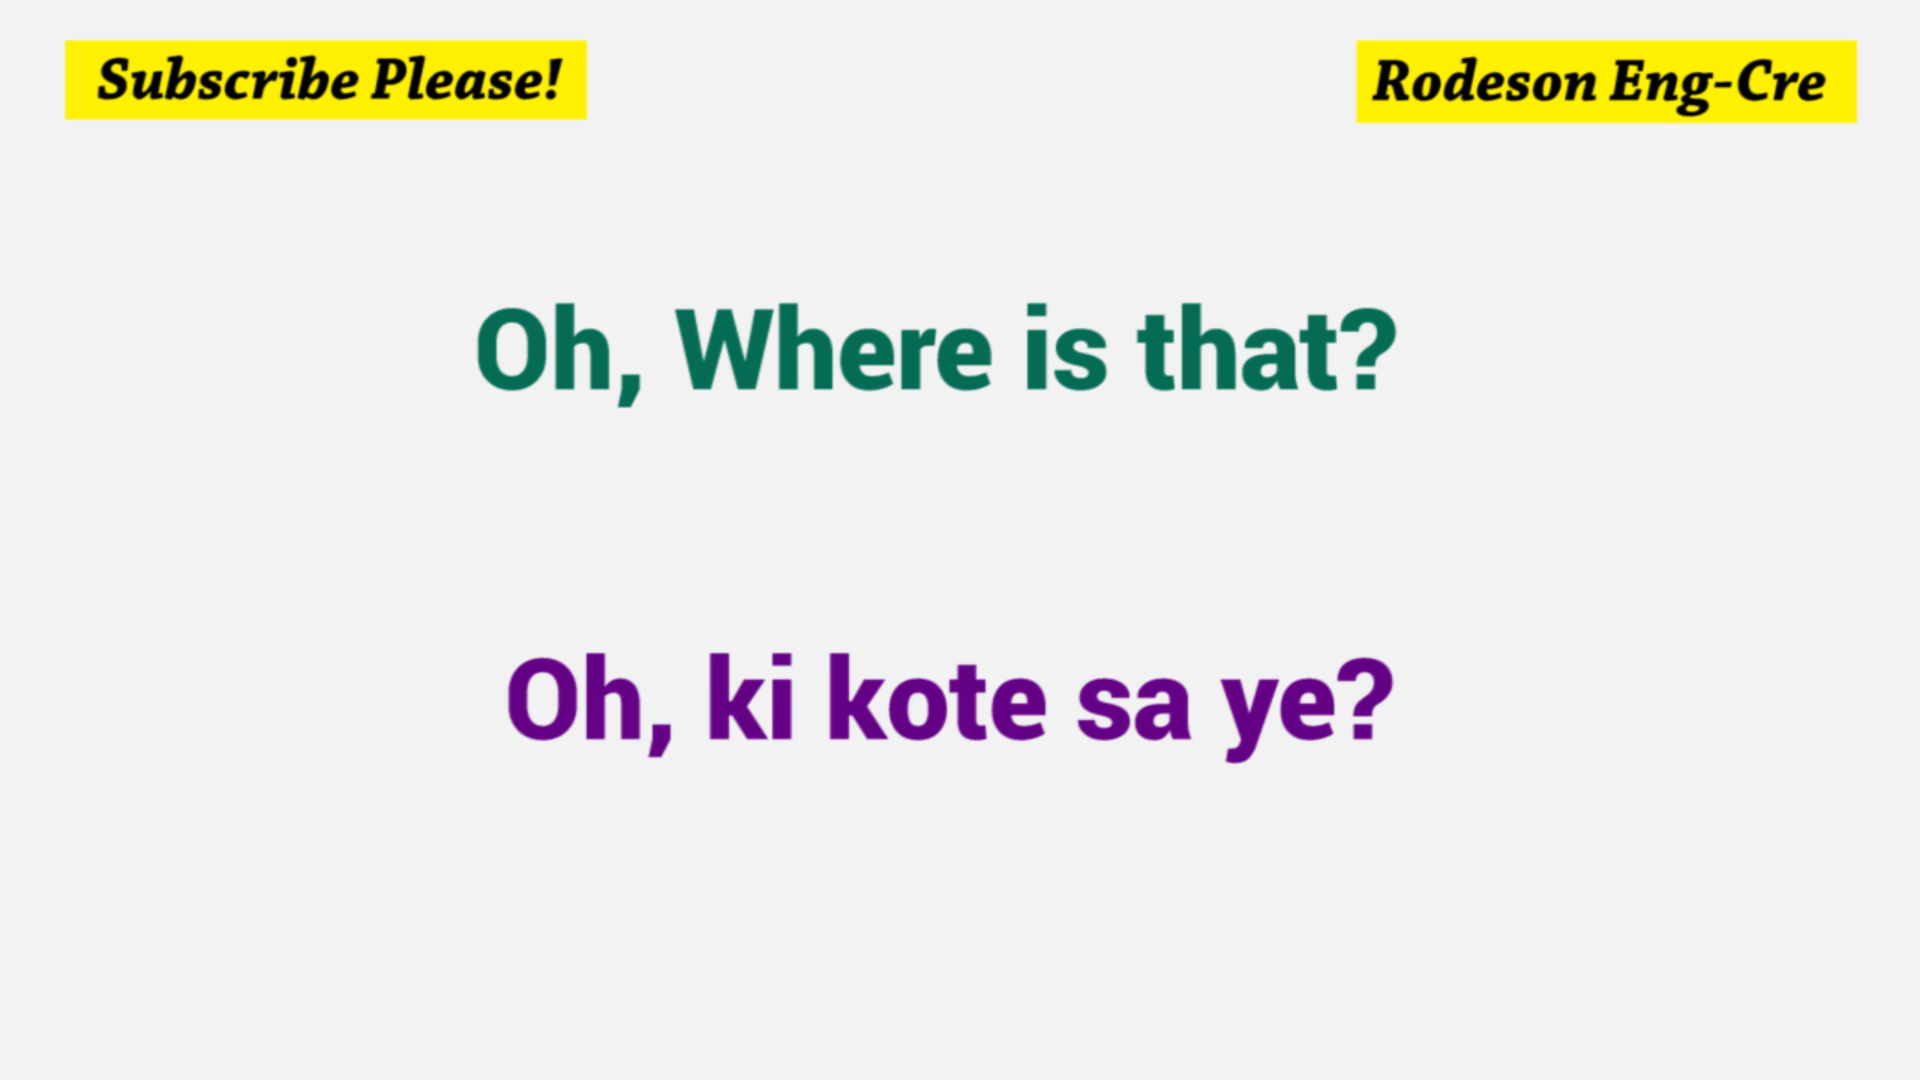 Subscribe Please!
Rodeson Eng-Cre
Oh, Where is that?
Oh, ki kote sa ye?